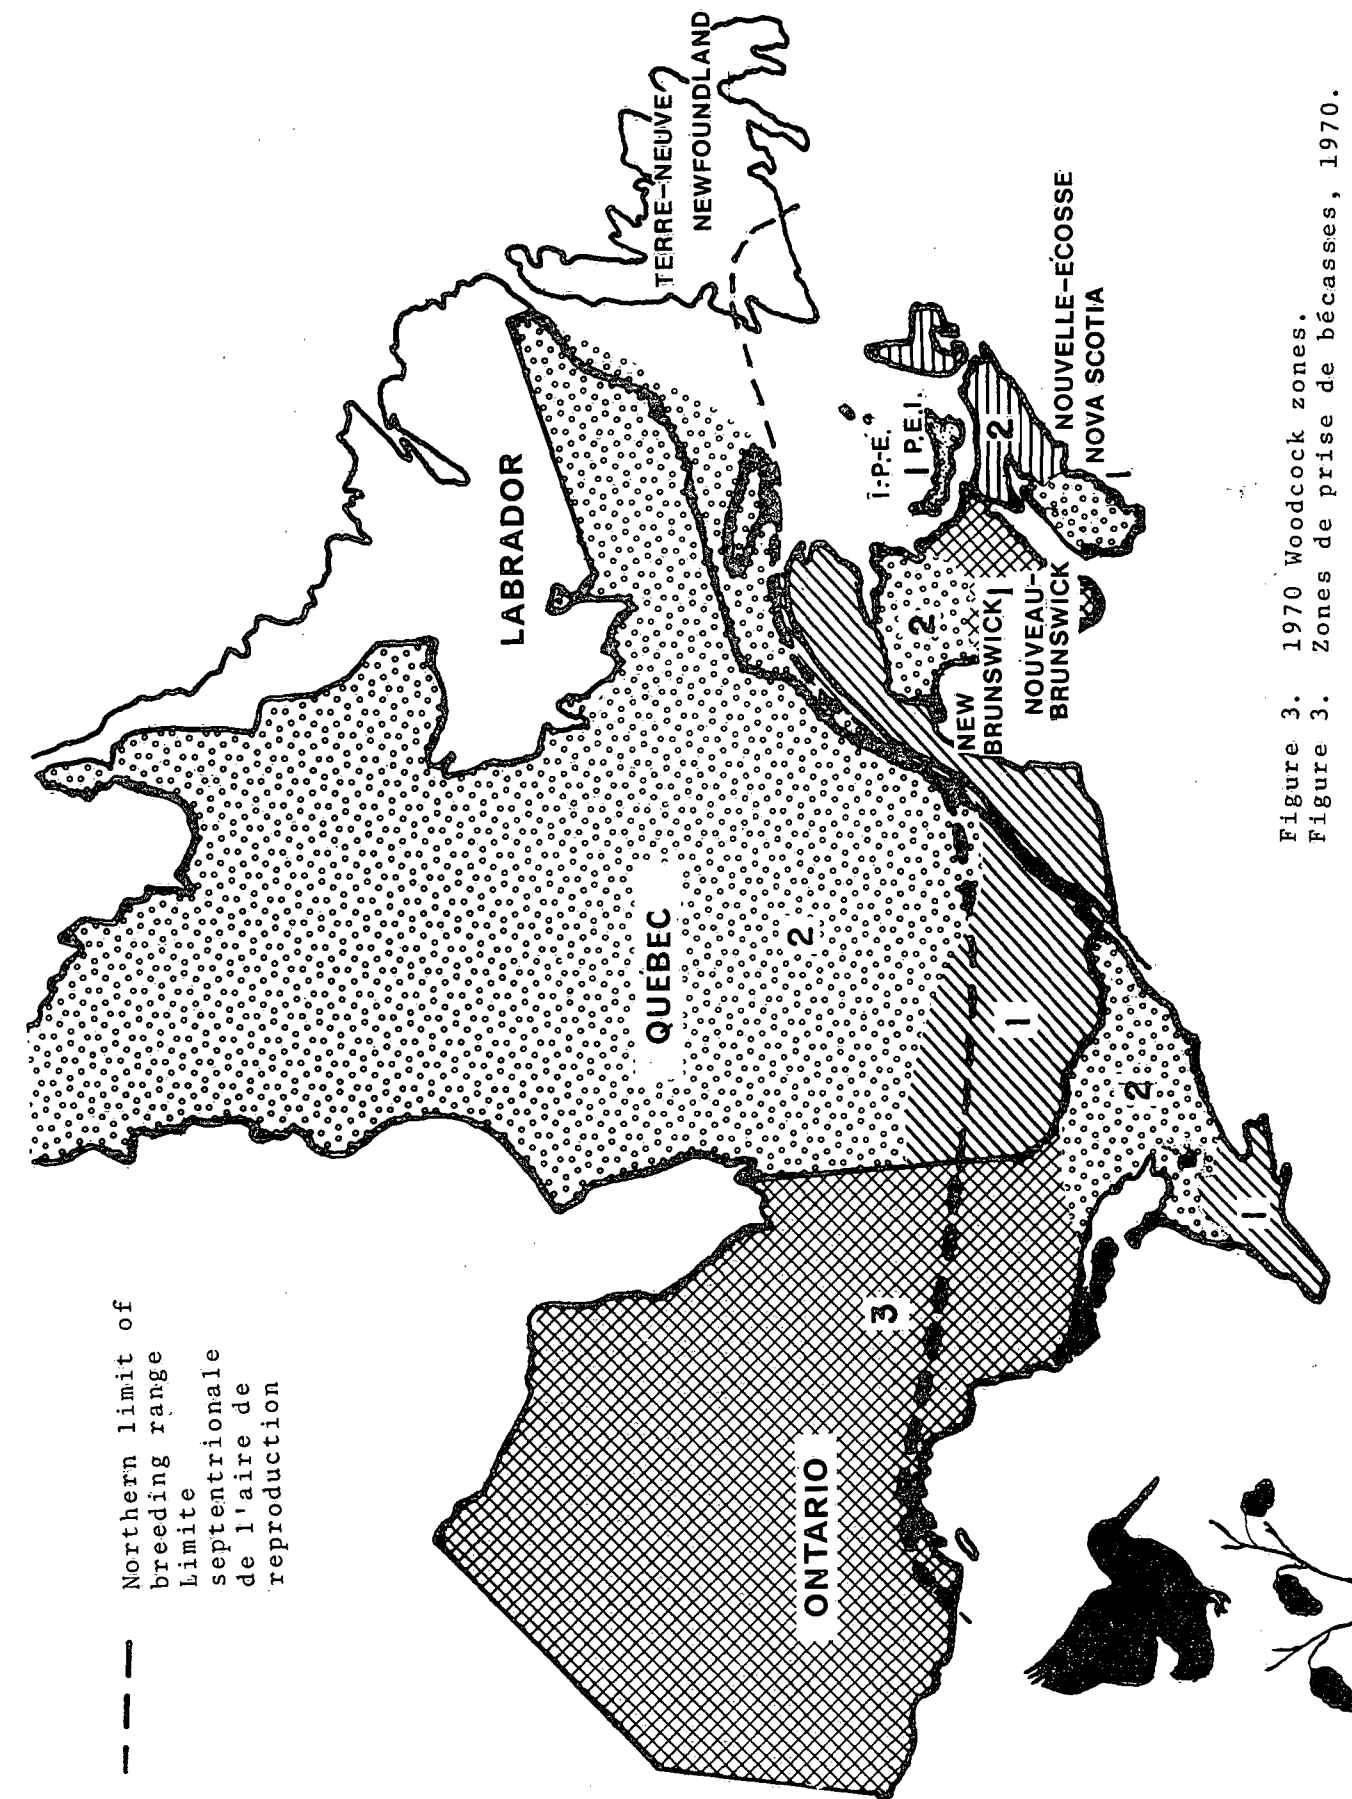 Northern limit of
breeding range
Limite
septentrionale
de l'aire de
reproduction
LABRADOR
TERRE-NEUVE
NEWFOUNDLAND
QUEBEC
2
1
ONTARIO
3
2
1
Î.-P.-É.
1 P.E.I.
2
NEW
BRUNSWICK 1
NOUVEAU-
BRUNSWICK
2
NOUVELLE-ÉCOSSE
NOVA SCOTIA
1
Figure 3. 1970 Woodcock zones.
Figure 3. Zones de prise de bécasses, 1970.